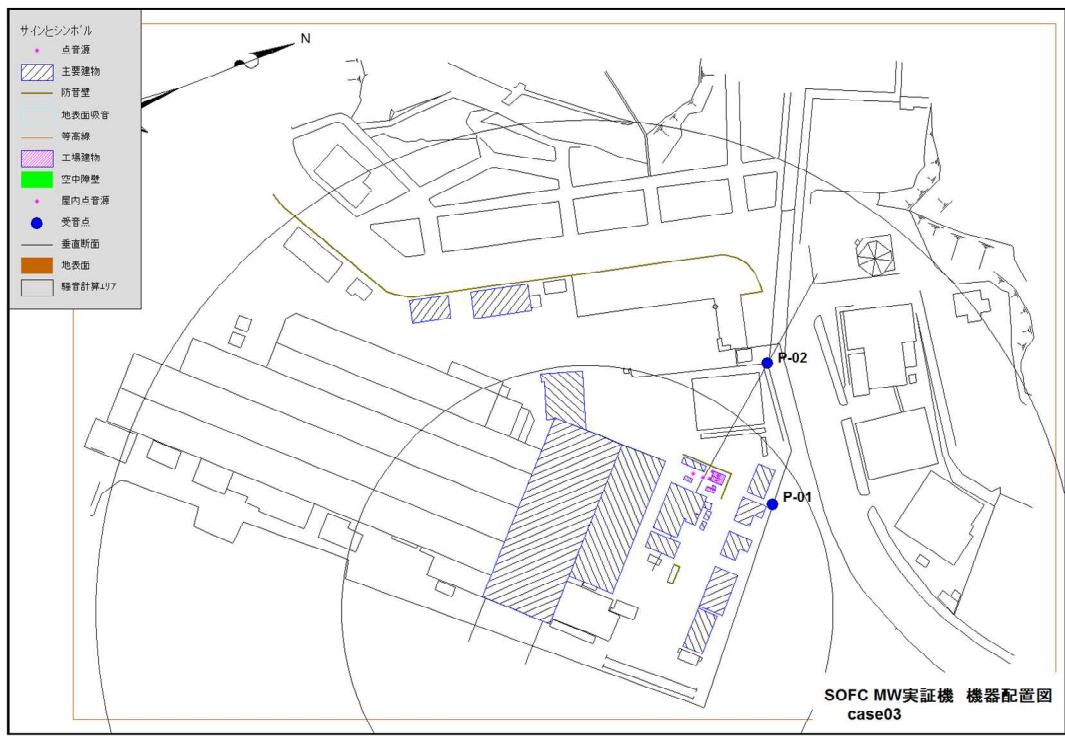 サインとシンボル
点音源
主要建物
防音壁
地表面吸音
等高線
工場建物
空中障壁
屋内点音源
受音点
垂直断面
地表面
騒音計算エリア
N
P-02
P-01
SOFC MW実証機 機器配置図
case03